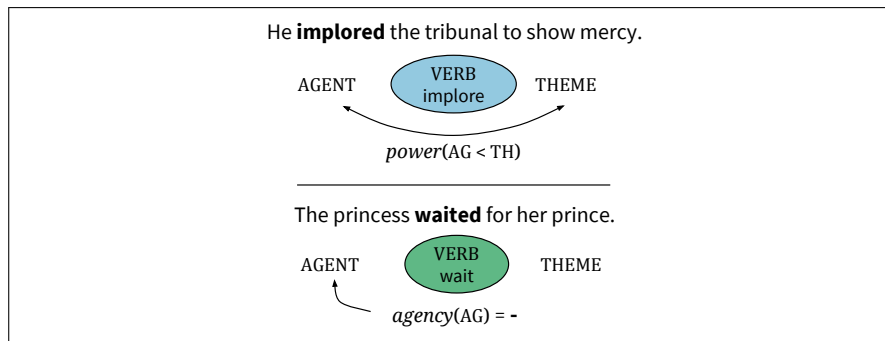 He implored the tribunal to show mercy.
AGENT VERB implore THEME
power(AG < TH)
The princess waited for her prince.
AGENT VERB wait THEME
agency(AG) = -